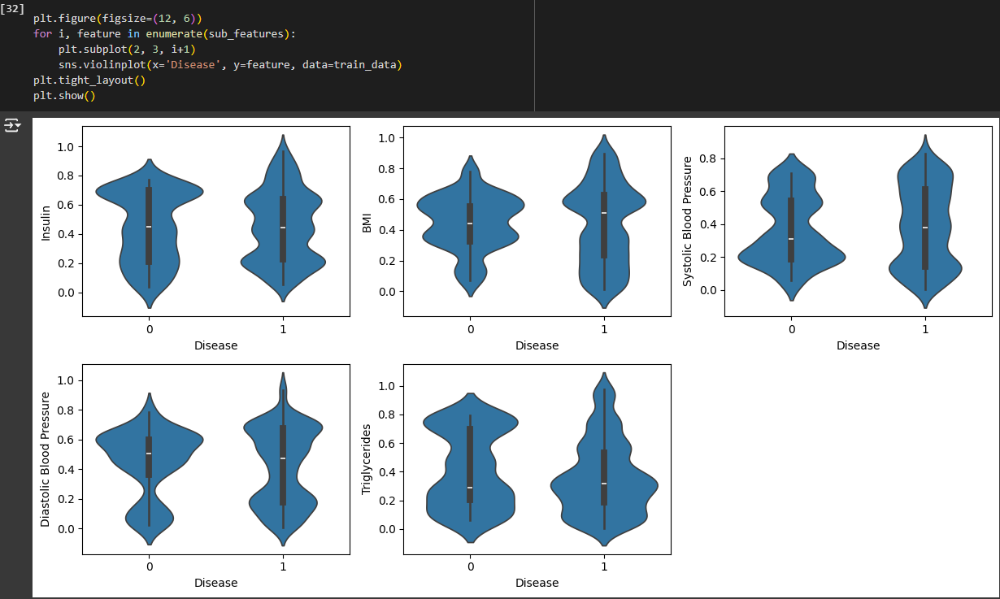 [32]
plt.figure(figsize=(12, 6))
for i, feature in enumerate(sub_features):
    plt.subplot(2, 3, i+1)
    sns.violinplot(x='Disease', y=feature, data=train_data)
plt.tight_layout()
plt.show()
Insulin
1.0
0.8
0.6
0.4
0.2
0.0
0 1
Disease
BMI
1.0
0.8
0.6
0.4
0.2
0.0
0 1
Disease
Systolic Blood Pressure
0.8
0.6
0.4
0.2
0.0
0 1
Disease
Diastolic Blood Pressure
1.0
0.8
0.6
0.4
0.2
0.0
0 1
Disease
Triglycerides
1.0
0.8
0.6
0.4
0.2
0.0
0 1
Disease